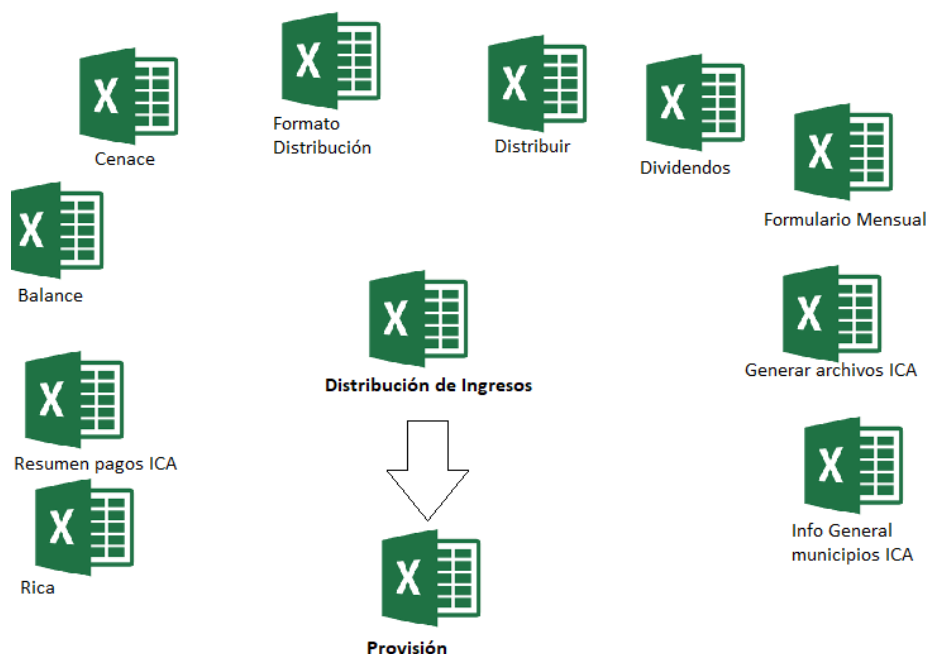 Cenace
Formato
Distribución
Distribuir
Dividendos
Formulario Mensual
Balance
Distribución de Ingresos
Generar archivos ICA
Resumen pagos ICA
Info General
municipios ICA
Rica
Provisión